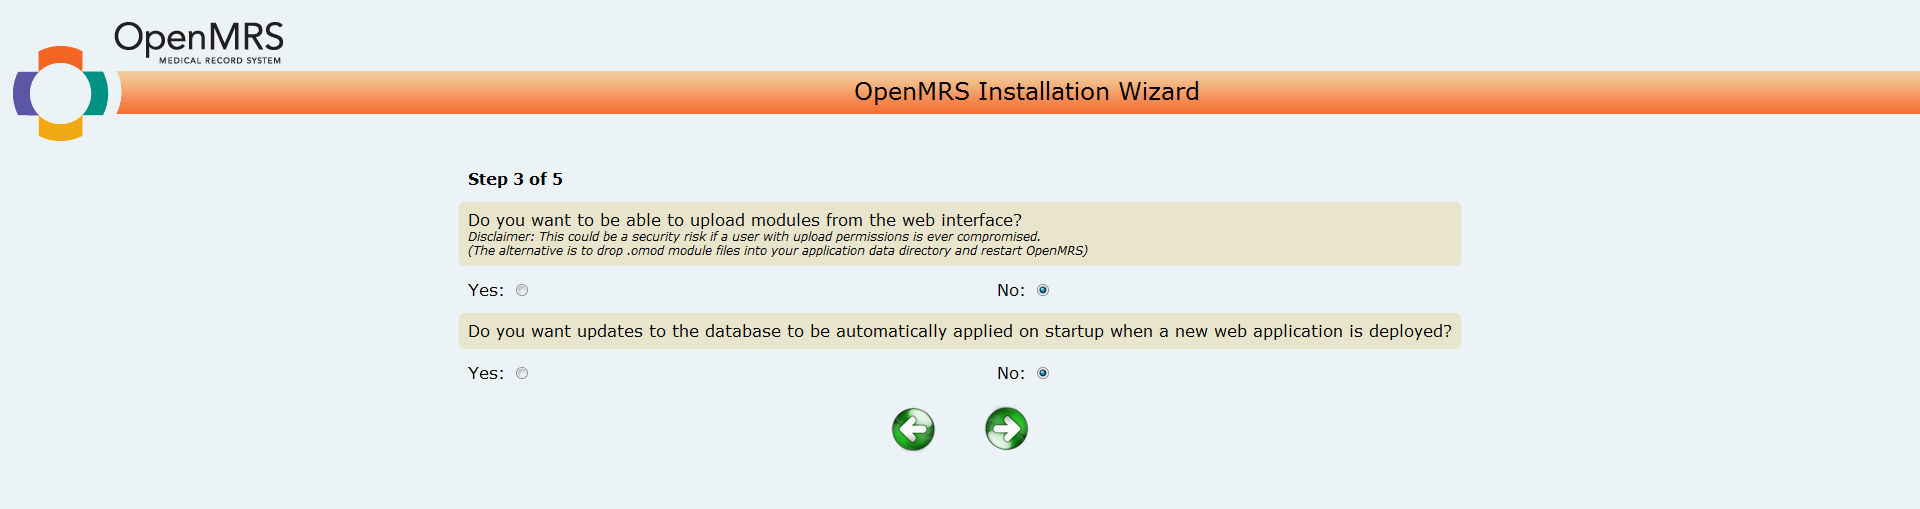 OpenMRS
MEDICAL RECORD SYSTEM
OpenMRS Installation Wizard
Step 3 of 5
Do you want to be able to upload modules from the web interface?
Disclaimer: This could be a security risk if a user with upload permissions is ever compromised.
(The alternative is to drop .omod module files into your application data directory and restart OpenMRS)
Yes: No:
Do you want updates to the database to be automatically applied on startup when a new web application is deployed?
Yes: No: